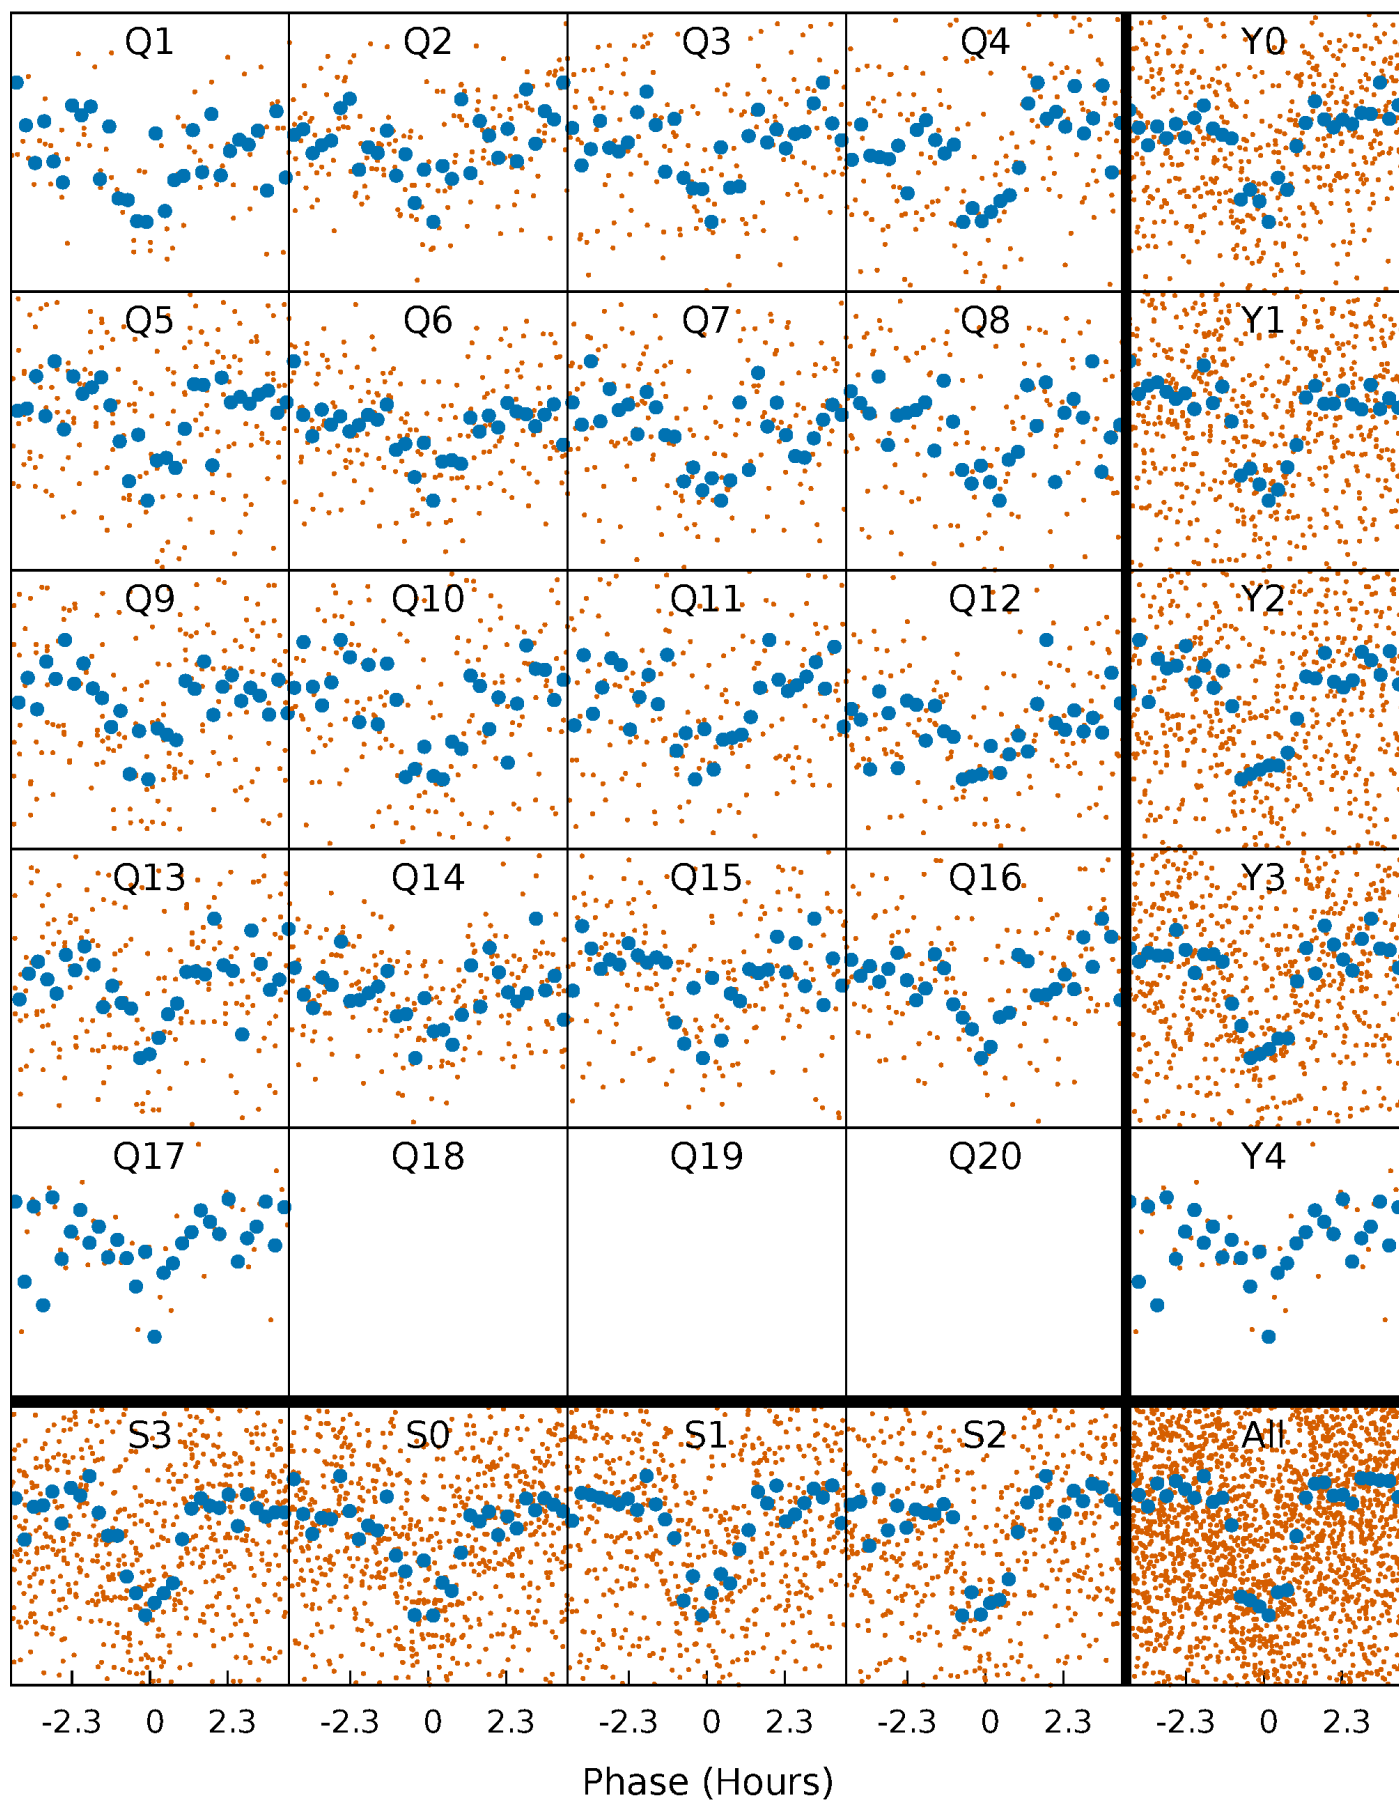 Q1 Q2 Q3 Q4 Y0
Q5 Q6 Q7 Q8 Y1
Q9 Q10 Q11 Q12 Y2
Q13 Q14 Q15 Q16 Y3
Q17 Q18 Q19 Q20 Y4
S3 S0 S1 S2 All
-2.3 0 2.3 -2.3 0 2.3 -2.3 0 2.3 -2.3 0 2.3 -2.3 0 2.3
Phase (Hours)